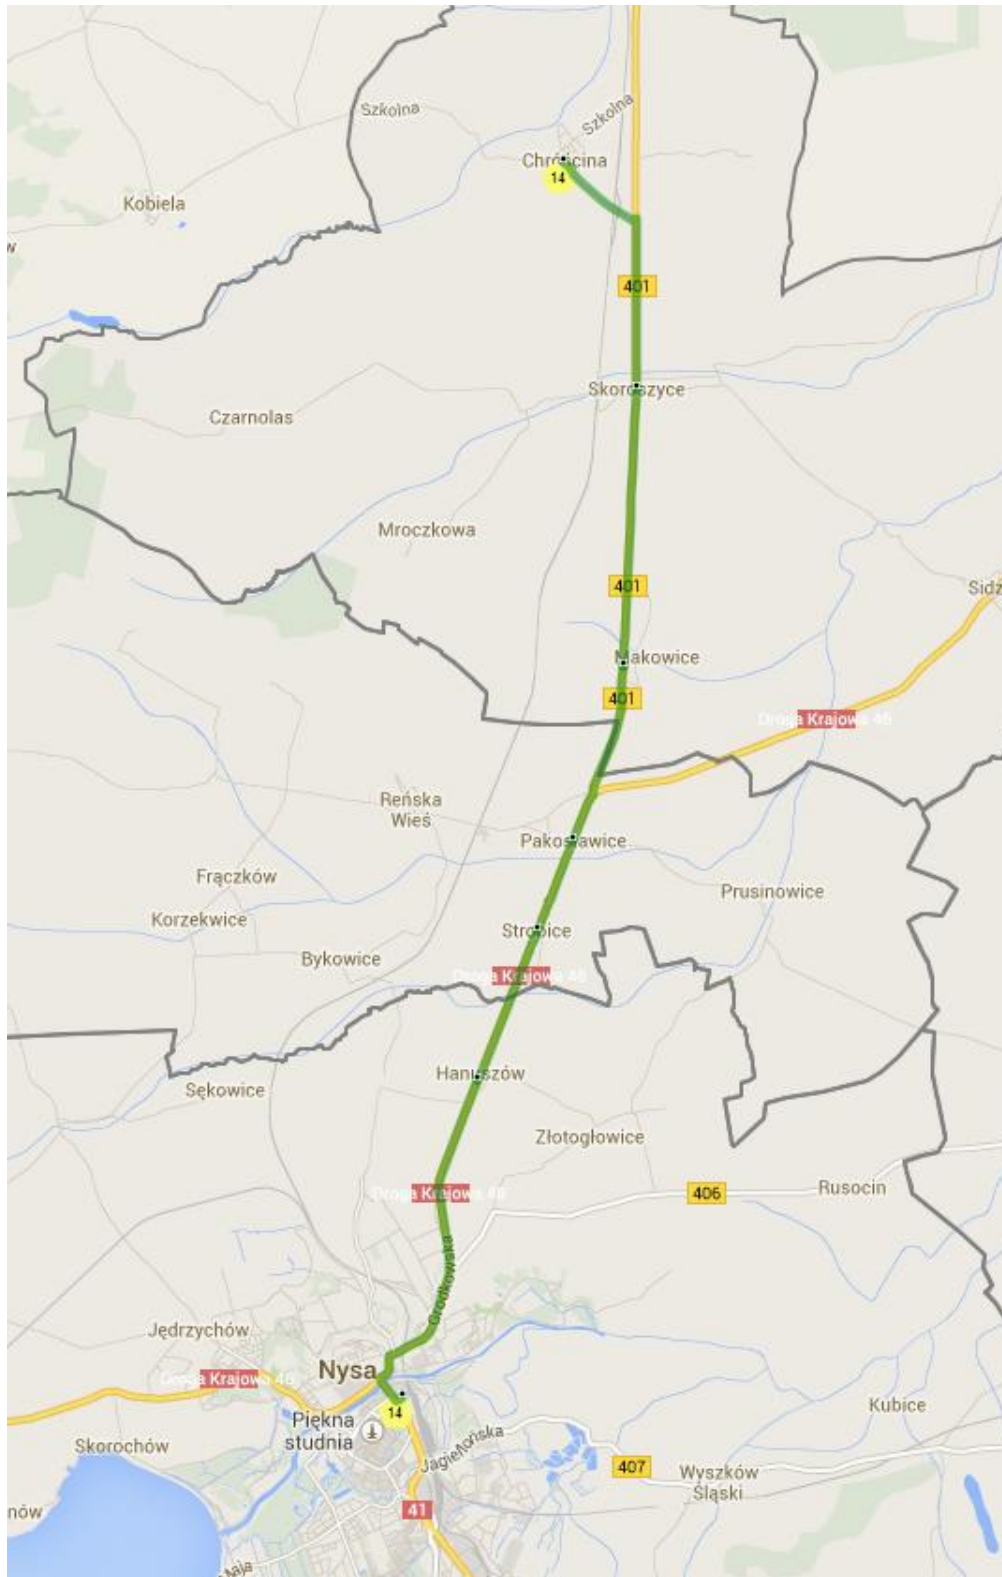 Szkolna
Szkolna
Chróścina
14
Kobiela
w
401
Skoroszyce
Czarnolas
Mroczkowa
401
Sidz
Makowice
401
Droga Krajowa 46
Reńska
Wieś
Pakosławice
Frączków
Prusinowice
Korzekwice
Strobice
Bykowice
Droga Krajowa 46
Hanuszów
Sękowice
Złotogłowice
Droga Krajowa 46
406
Rusocin
Grodkowska
Jędrzychów
Nysa
Droga Krajowa 46
14
Piękna
studnia
Kubice
Skorochów
Jagiellońska
407
Wyszków
Śląski
41
nów
Maja